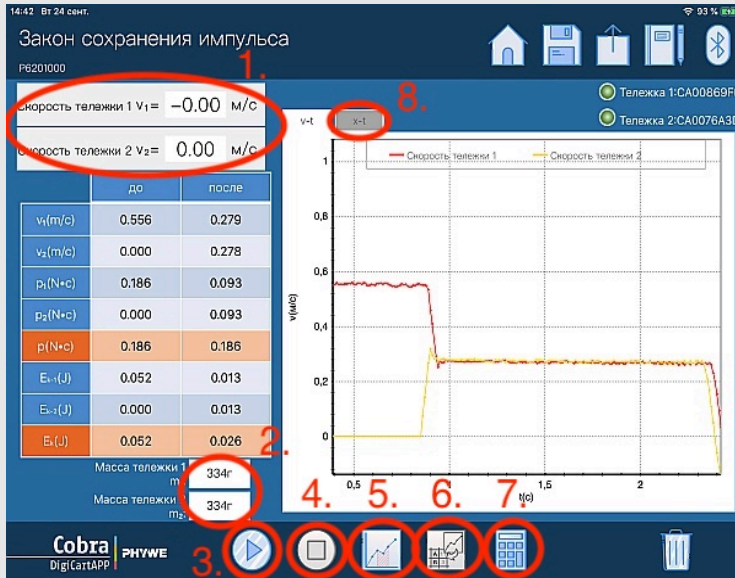 14:42 Вт 24 сент.
93 %
Закон сохранения импульса
P6201000
1.
Скорость тележки 1 V₁= −0.00 м/с
Скорость тележки 2 V₂= 0.00 м/с
Тележка 1:CA00869F
Тележка 2:CA0076A3
8.
v-t
x-t
до после
v₁(m/c) 0.556 0.279
v₂(m/c) 0.000 0.278
p₁(N•c) 0.186 0.093
p₂(N•c) 0.000 0.093
p(N•c) 0.186 0.186
Eₖ₋₁(J) 0.052 0.013
Eₖ₋₂(J) 0.000 0.013
Eₖ(J) 0.052 0.026
Скорость тележки 1
Скорость тележки 2
v(м/с)
1
0,8
0,6
0,4
0,2
0
0,5 1 1,5 2
t(c)
2.
Масса тележки 1
m 334г
Масса тележки
m₂: 334г
3.
4.
5.
6.
7.
Cobra
DigiCartAPP
PHYWE